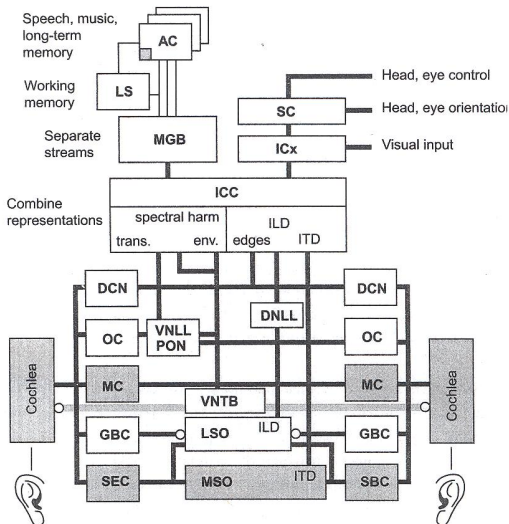 Speech, music,
long-term
memory
AC
Head, eye control
Working
memory
LS
SC
Head, eye orientatio
Separate
streams
MGB
ICx
Visual input
ICC
Combine
representations
spectral harm
ILD
trans.
env.
edges
ITD
DCN
DCN
DNLL
OC
VNLL
PON
OC
Cochlea
MC
MC
Cochlea
VNTB
GBC
LSO
ILD
GBC
SEC
MSO
ITD
SBC